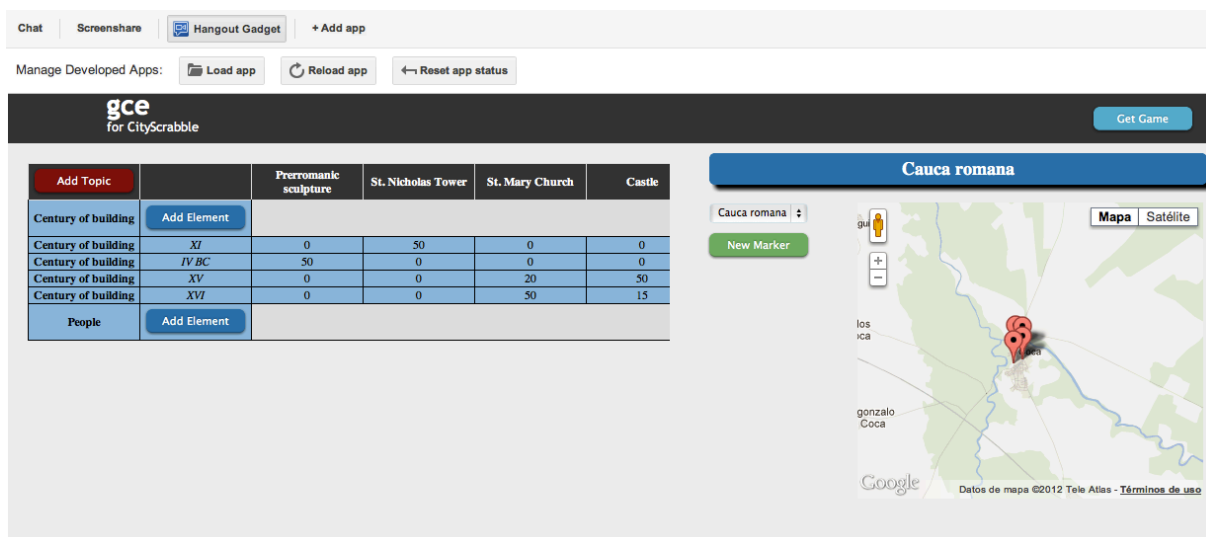 Chat Screenshare Hangout Gadget + Add app
Manage Developed Apps: Load app Reload app Reset app status
gce
for CityScrabble
Get Game
Add Topic Prerromanic sculpture St. Nicholas Tower St. Mary Church Castle
Century of building Add Element
Century of building XI 0 50 0 0
Century of building IV BC 50 0 0 0
Century of building XV 0 0 20 50
Century of building XVI 0 0 50 15
People Add Element
Cauca romana
Cauca romana
New Marker
Mapa Satélite
gui
+
−
los
oca
oca
gonzalo
Coca
Google
Datos de mapa ©2012 Tele Atlas - Términos de uso